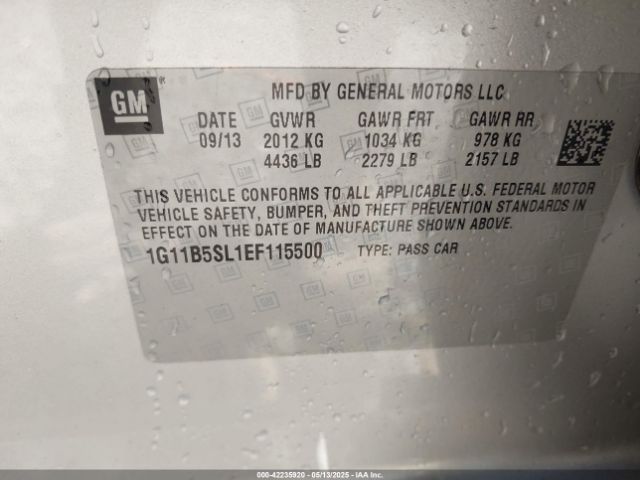 GM ®
MFD BY GENERAL MOTORS LLC
DATE GVWR GAWR FRT GAWR RR
09/13 2012 KG 1034 KG 978 KG
4436 LB 2279 LB 2157 LB
THIS VEHICLE CONFORMS TO ALL APPLICABLE U.S. FEDERAL MOTOR
VEHICLE SAFETY, BUMPER, AND THEFT PREVENTION STANDARDS IN
EFFECT ON THE DATE OF MANUFACTURE SHOWN ABOVE.
1G11B5SL1EF115500 TYPE: PASS CAR
000-42235920 | 05/13/2025 | IAA Branch